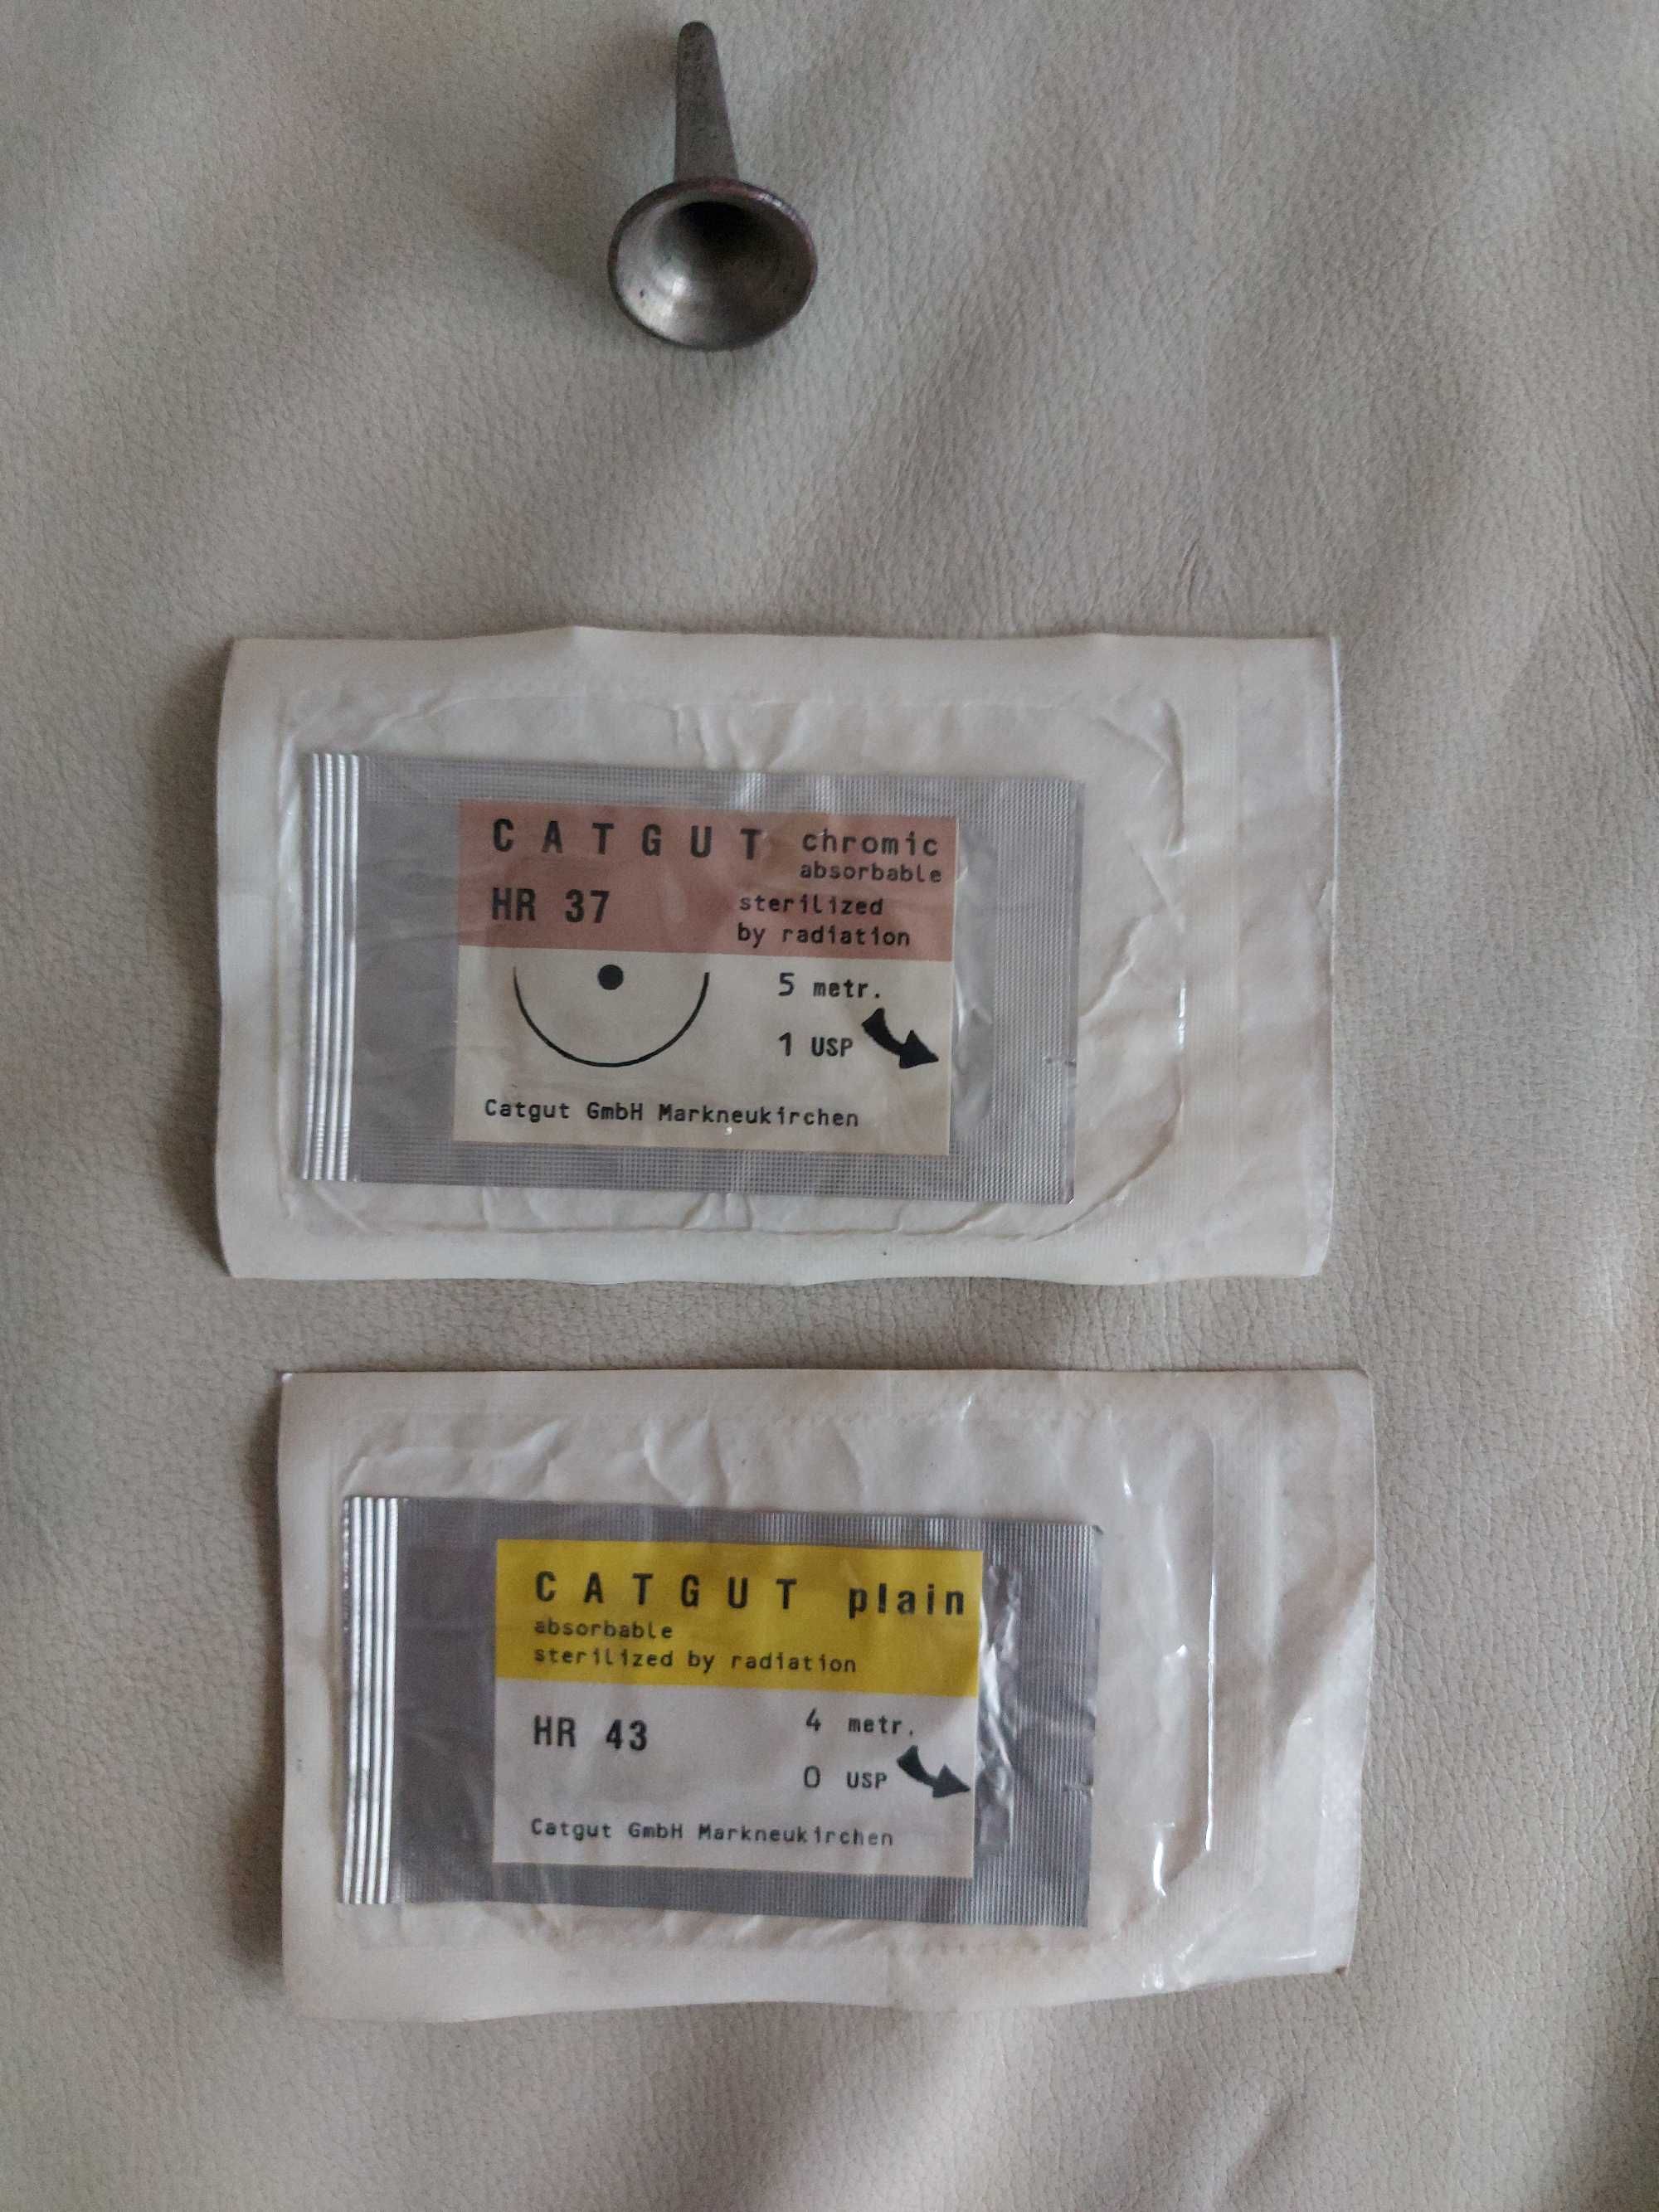 CATGUT chromic
absorbable
HR 37 sterilized
by radiation
5 metr.
1 USP
Catgut GmbH Markneukirchen
CATGUT plain
absorbable
sterilized by radiation
HR 43 4 metr.
0 USP
Catgut GmbH Markneukirchen